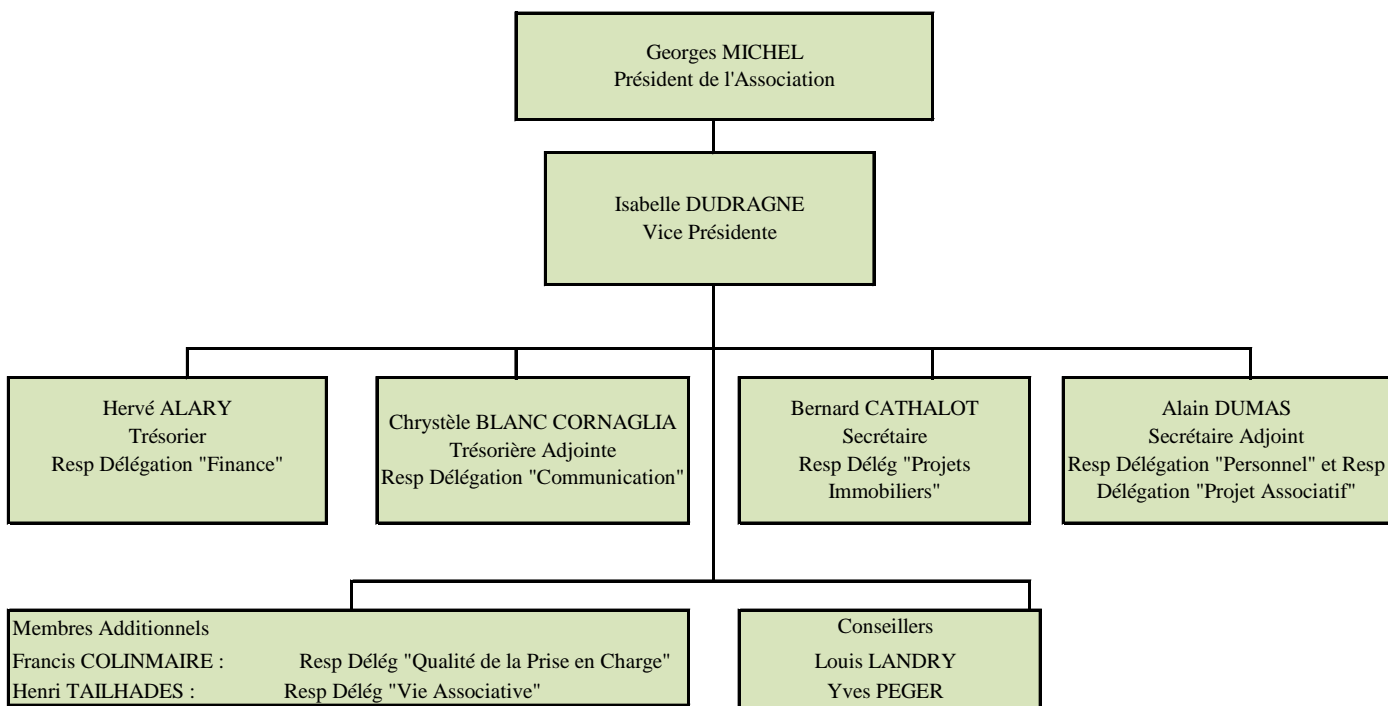 Georges MICHEL
Président de l'Association
Isabelle DUDRAGNE
Vice Présidente
Hervé ALARY
Trésorier
Resp Délégation "Finance"
Chrystèle BLANC CORNAGLIA
Trésorière Adjointe
Resp Délégation "Communication"
Bernard CATHALOT
Secrétaire
Resp Délég "Projets
Immobiliers"
Alain DUMAS
Secrétaire Adjoint
Resp Délégation "Personnel" et Resp
Délégation "Projet Associatif"
Membres Additionnels
Francis COLINMAIRE : Resp Délég "Qualité de la Prise en Charge"
Henri TAILHADES : Resp Délég "Vie Associative"
Conseillers
Louis LANDRY
Yves PEGER